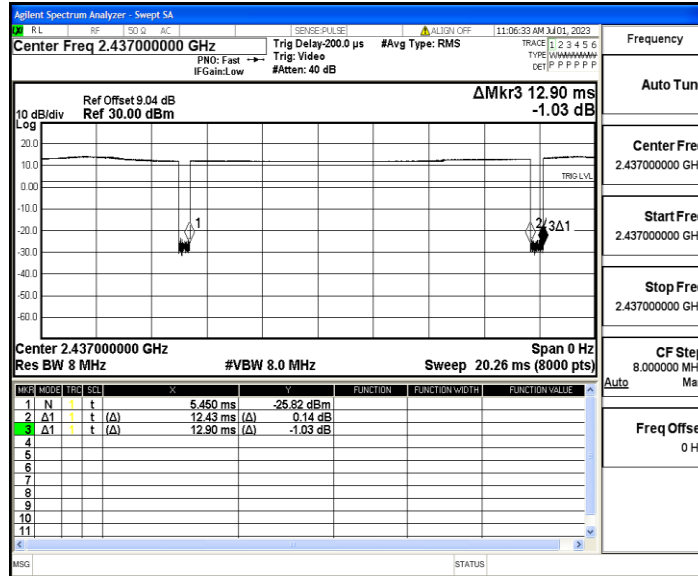 Agilent Spectrum Analyzer - Swept SA
RL RF 50 Ω AC SENSE:PULSE ALIGN OFF 11:06:33 AM Jul 01, 2023
Center Freq 2.437000000 GHz
PNO: Fast
IFGain:Low
Trig Delay-200.0 µs
Trig: Video
#Atten: 40 dB
#Avg Type: RMS
TRACE 1 2 3 4 5 6
TYPE
DET P P P P P P
ΔMkr3 12.90 ms
-1.03 dB
Ref Offset 9.04 dB
10 dB/div Ref 30.00 dBm
Log
20.0
10.0
TRIG LVL
0.00
-10.0
1
2
3Δ1
-20.0
-30.0
-40.0
-50.0
-60.0
Center 2.437000000 GHz Span 0 Hz
Res BW 8 MHz #VBW 8.0 MHz Sweep 20.26 ms (8000 pts)
MKR MODE TRC SCL X Y FUNCTION FUNCTION WIDTH FUNCTION VALUE
1 N 1 t 5.450 ms -25.82 dBm
2 Δ1 1 t (Δ) 12.43 ms (Δ) 0.14 dB
3 Δ1 1 t (Δ) 12.90 ms (Δ) -1.03 dB
4
5
6
7
8
9
10
11
MSG STATUS
Frequency
Auto Tun
Center Fre
2.437000000 GH
Start Fre
2.437000000 GH
Stop Fre
2.437000000 GH
CF Ste
8.000000 MH
Auto Ma
Freq Offse
0 H